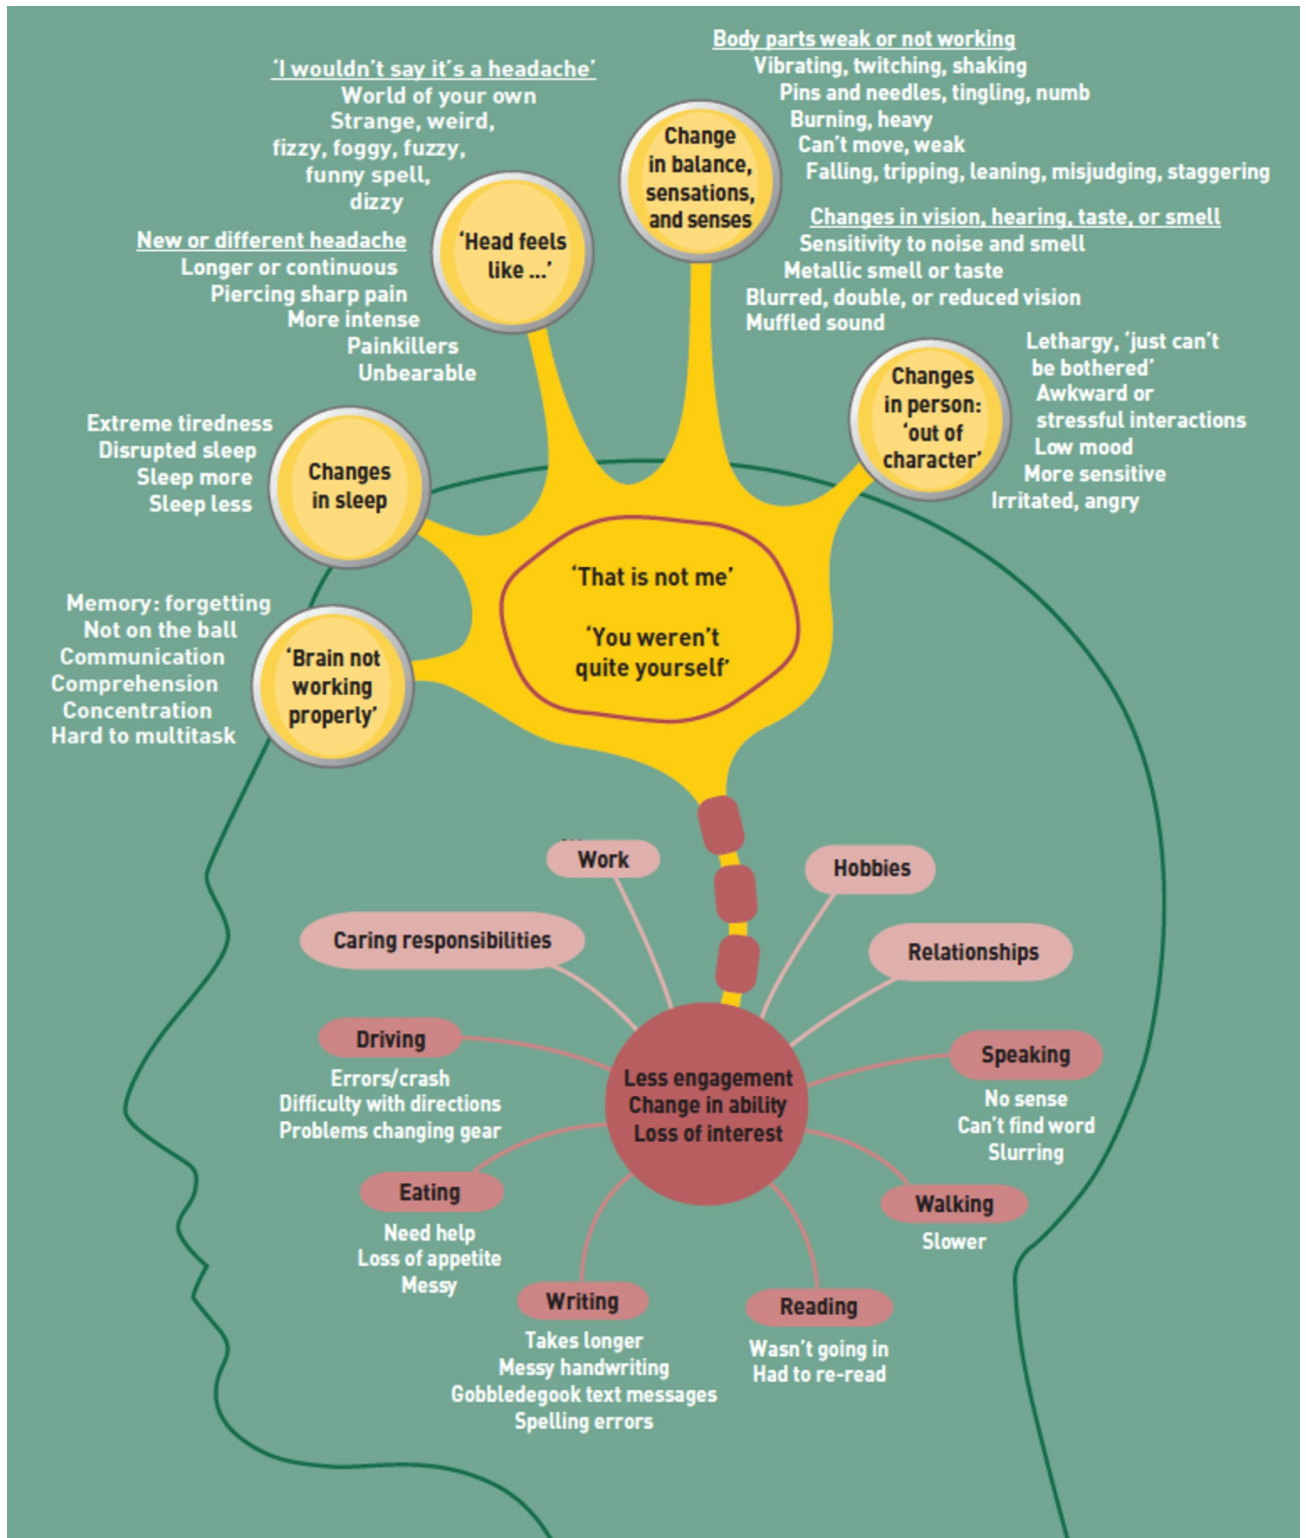 Body parts weak or not working
Vibrating, twitching, shaking
Pins and needles, tingling, numb
Burning, heavy
Can't move, weak
Falling, tripping, leaning, misjudging, staggering
Changes in vision, hearing, taste, or smell
Sensitivity to noise and smell
Metallic smell or taste
Blurred, double, or reduced vision
Muffled sound
Change
in balance,
sensations,
and senses
'I wouldn't say it's a headache'
World of your own
Strange, weird,
fizzy, foggy, fuzzy,
funny spell,
dizzy
New or different headache
Longer or continuous
Piercing sharp pain
More intense
Painkillers
Unbearable
'Head feels
like ...'
Lethargy, 'just can't
be bothered'
Awkward or
stressful interactions
Low mood
More sensitive
Irritated, angry
Changes
in person:
'out of
character'
Extreme tiredness
Disrupted sleep
Sleep more
Sleep less
Changes
in sleep
Memory: forgetting
Not on the ball
Communication
Comprehension
Concentration
Hard to multitask
'Brain not
working
properly'
'That is not me'
'You weren't
quite yourself'
Work
Hobbies
Caring responsibilities
Relationships
Less engagement
Change in ability
Loss of interest
Driving
Errors/crash
Difficulty with directions
Problems changing gear
Speaking
No sense
Can't find word
Slurring
Eating
Need help
Loss of appetite
Messy
Walking
Slower
Writing
Takes longer
Messy handwriting
Gobbledegook text messages
Spelling errors
Reading
Wasn't going in
Had to re-read